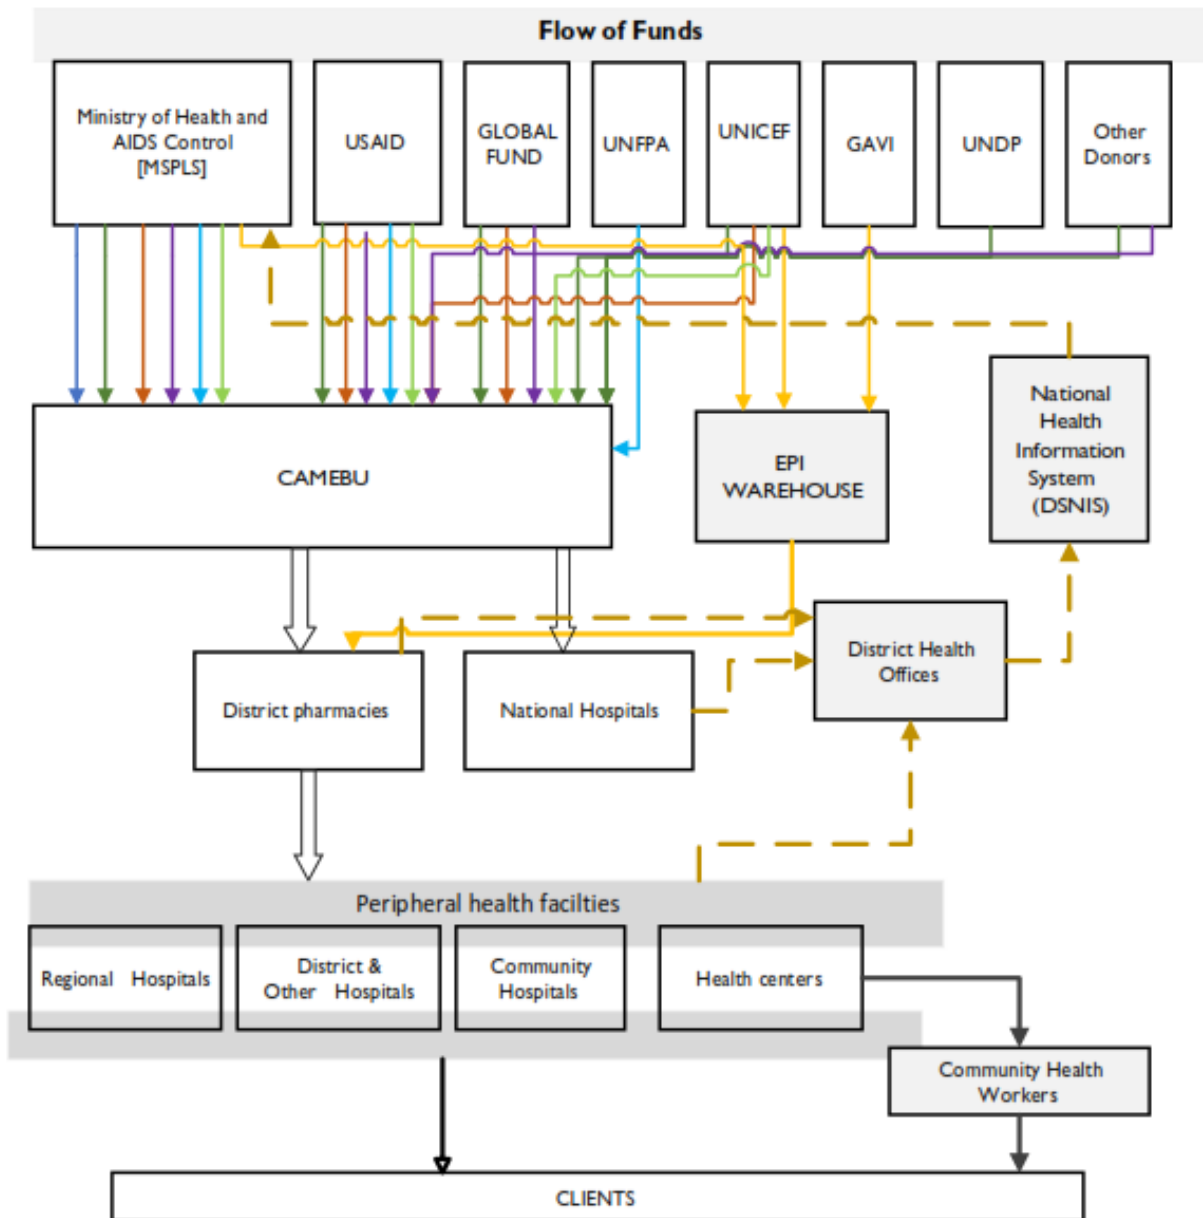 Flow of Funds
Ministry of Health and
AIDS Control
[MSPLS]
USAID
GLOBAL
FUND
UNFPA
UNICEF
GAVI
UNDP
Other
Donors
National
Health
Information
System
(DSNIS)
CAMEBU
EPI
WAREHOUSE
District Health
Offices
District pharmacies
National Hospitals
Peripheral health facilties
Regional Hospitals
District &
Other Hospitals
Community
Hospitals
Health centers
Community Health
Workers
CLIENTS